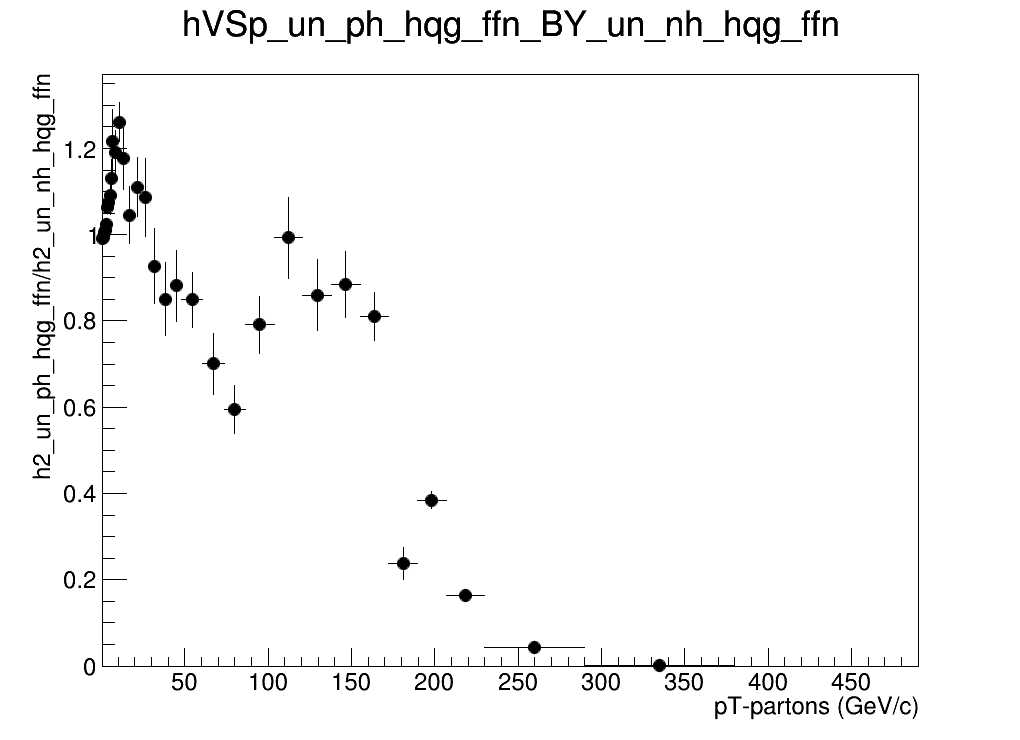 hVSp_un_ph_hqg_ffn_BY_un_nh_hqg_ffn
h2_un_ph_hqg_ffn/h2_un_nh_hqg_ffn
1.2
1
0.8
0.6
0.4
0.2
0
50 100 150 200 250 300 350 400 450
pT-partons (GeV/c)